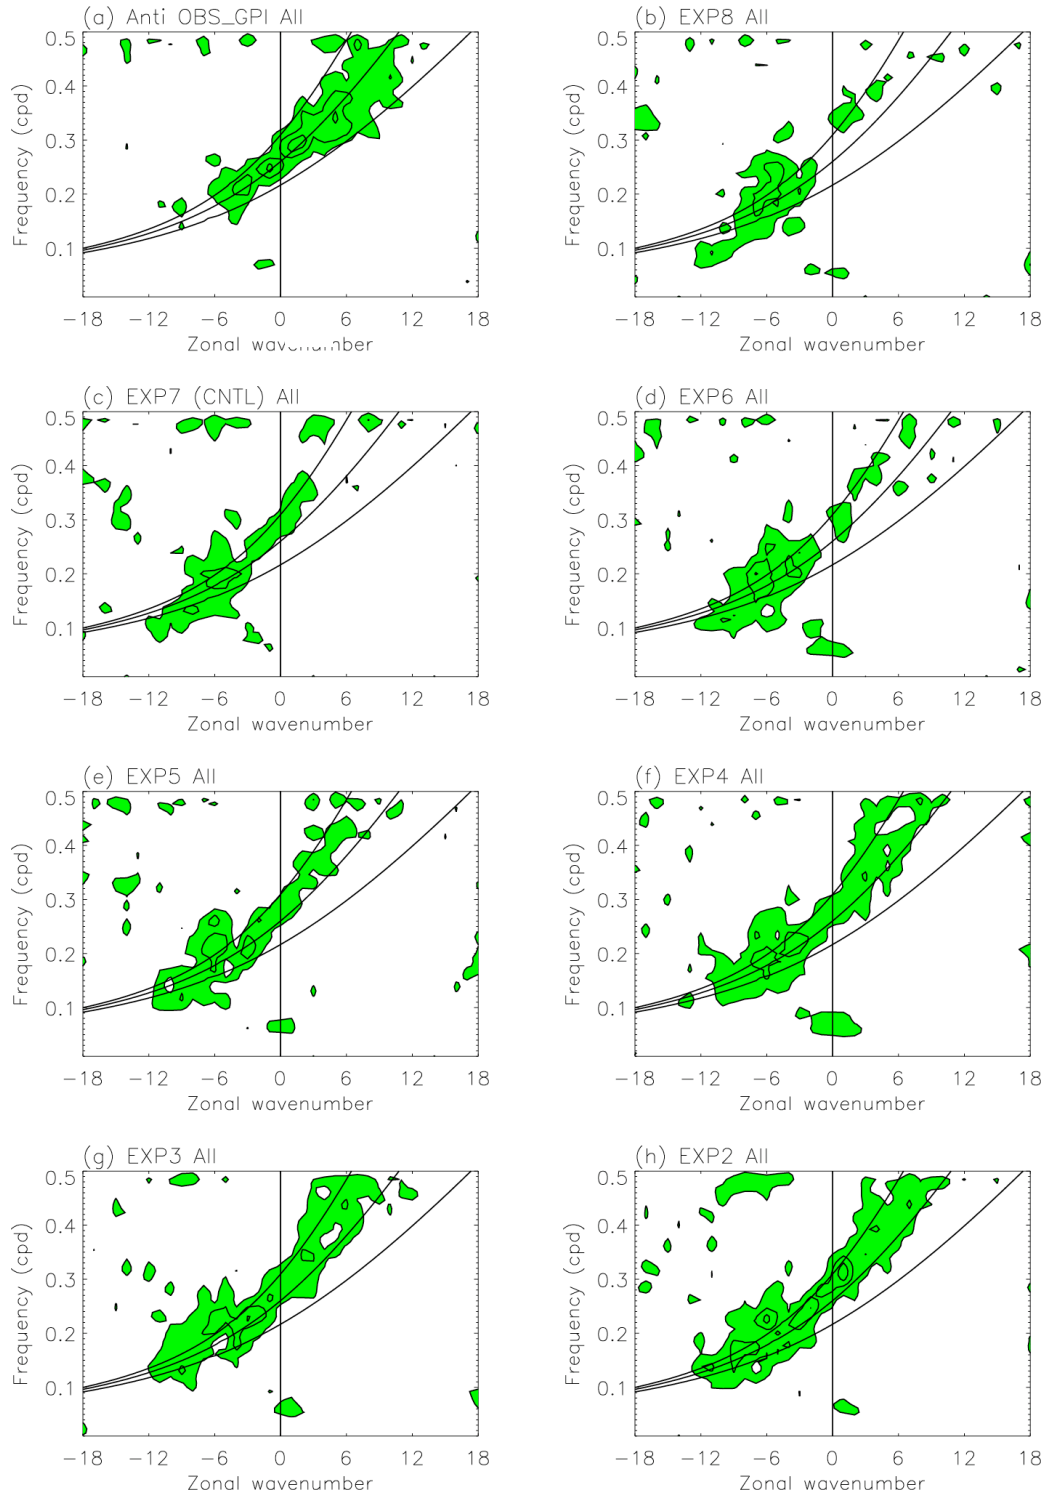 (a) Anti OBS_GPI All
(b) EXP8 All
0.5
0.4
0.3
0.2
0.1
Frequency (cpd)
-18 -12 -6 0 6 12 18
Zonal wavenumber
0.5
0.4
0.3
0.2
0.1
Frequency (cpd)
-18 -12 -6 0 6 12 18
Zonal wavenumber
(c) EXP7 (CNTL) All
(d) EXP6 All
0.5
0.4
0.3
0.2
0.1
Frequency (cpd)
-18 -12 -6 0 6 12 18
Zonal wavenumber
0.5
0.4
0.3
0.2
0.1
Frequency (cpd)
-18 -12 -6 0 6 12 18
Zonal wavenumber
(e) EXP5 All
(f) EXP4 All
0.5
0.4
0.3
0.2
0.1
Frequency (cpd)
-18 -12 -6 0 6 12 18
Zonal wavenumber
0.5
0.4
0.3
0.2
0.1
Frequency (cpd)
-18 -12 -6 0 6 12 18
Zonal wavenumber
(g) EXP3 All
(h) EXP2 All
0.5
0.4
0.3
0.2
0.1
Frequency (cpd)
-18 -12 -6 0 6 12 18
Zonal wavenumber
0.5
0.4
0.3
0.2
0.1
Frequency (cpd)
-18 -12 -6 0 6 12 18
Zonal wavenumber